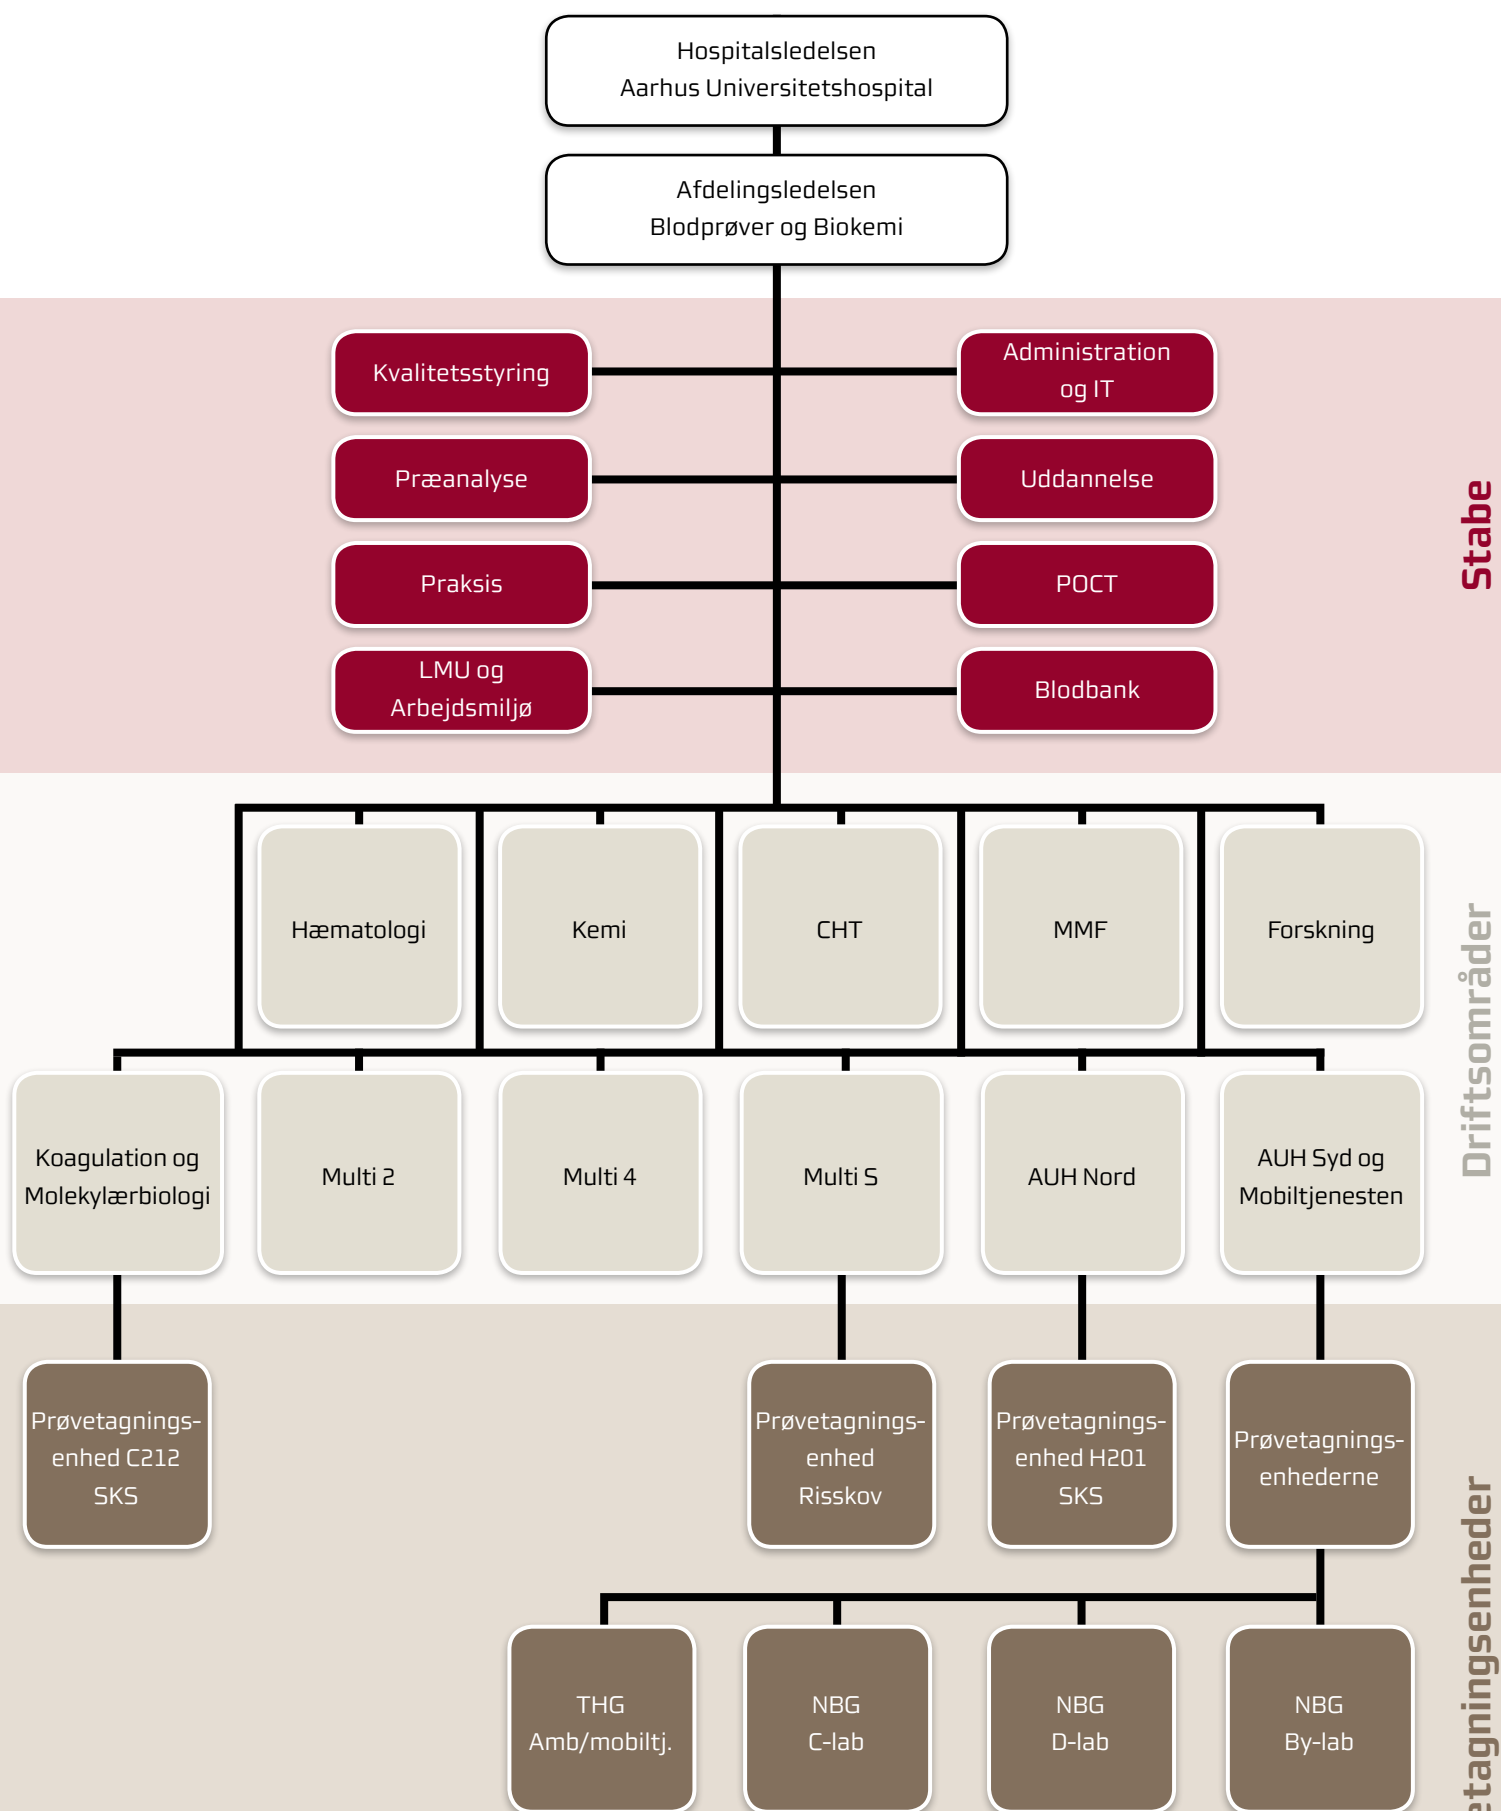 Hospitalsledelsen
Aarhus Universitetshospital
Afdelingsledelsen
Blodprøver og Biokemi
Kvalitetsstyring
Administration
og IT
Præanalyse
Uddannelse
Praksis
POCT
LMU og
Arbejdsmiljø
Blodbank
Stabe
Hæmatologi
Kemi
CHT
MMF
Forskning
Driftsområder
Koagulation og
Molekylærbiologi
Multi 2
Multi 4
Multi S
AUH Nord
AUH Syd og
Mobiltjenesten
Prøvetagnings-
enhed C212
SKS
Prøvetagnings-
enhed
Risskov
Prøvetagnings-
enhed H201
SKS
Prøvetagnings-
enhederne
THG
Amb/mobiltj.
NBG
C-lab
NBG
D-lab
NBG
By-lab